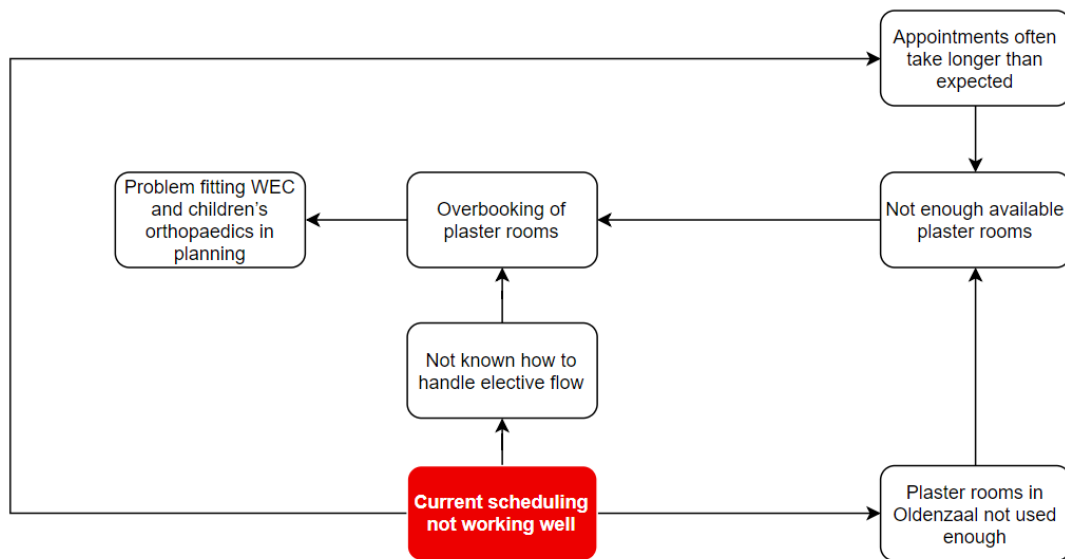 Appointments often
take longer than
expected
Problem fitting WEC
and children's
orthopaedics in
planning
Overbooking of
plaster rooms
Not enough available
plaster rooms
Not known how to
handle elective flow
Current scheduling
not working well
Plaster rooms in
Oldenzaal not used
enough